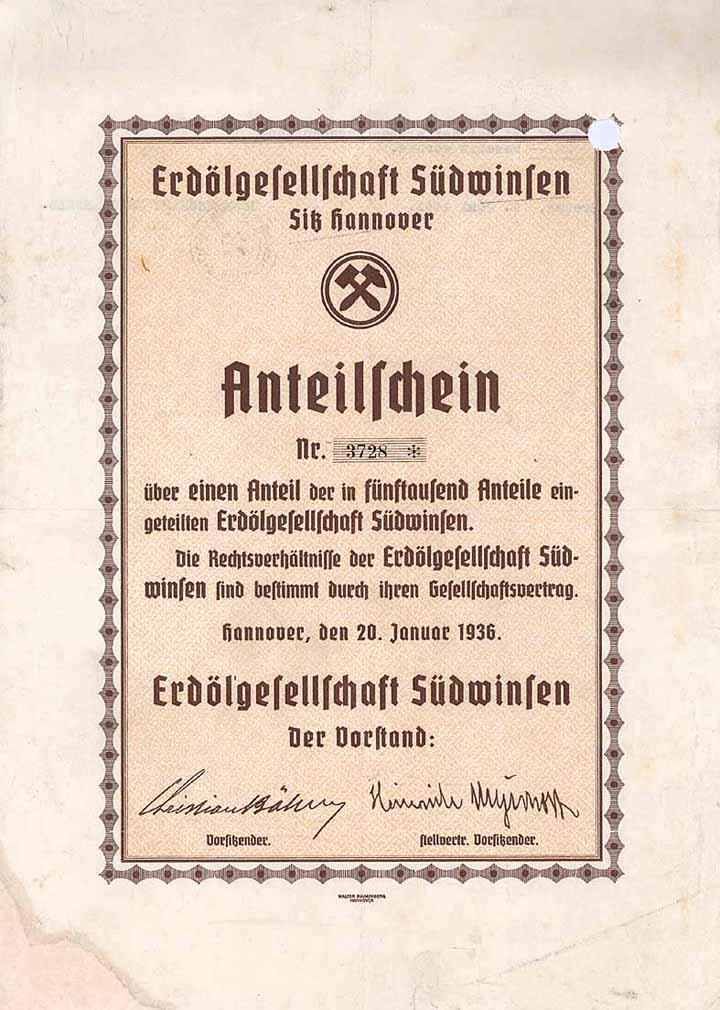 Erdölgeſellſchaft Südwinſen
Sitz Hannover
Anteilſchein
Nr. 3728 *
über einen Anteil der in fünftauſend Anteile ein-
geteilten Erdölgeſellſchaft Südwinſen.
Die Rechtsverhältniſſe der Erdölgeſellſchaft Süd-
winſen ſind beſtimmt durch ihren Geſellſchaftsvertrag.
Hannover, den 20. Januar 1936.
Erdölgeſellſchaft Südwinſen
Der Vorſtand:
Vorſitzender. ſtellvertr. Vorſitzender.
HANNOVER